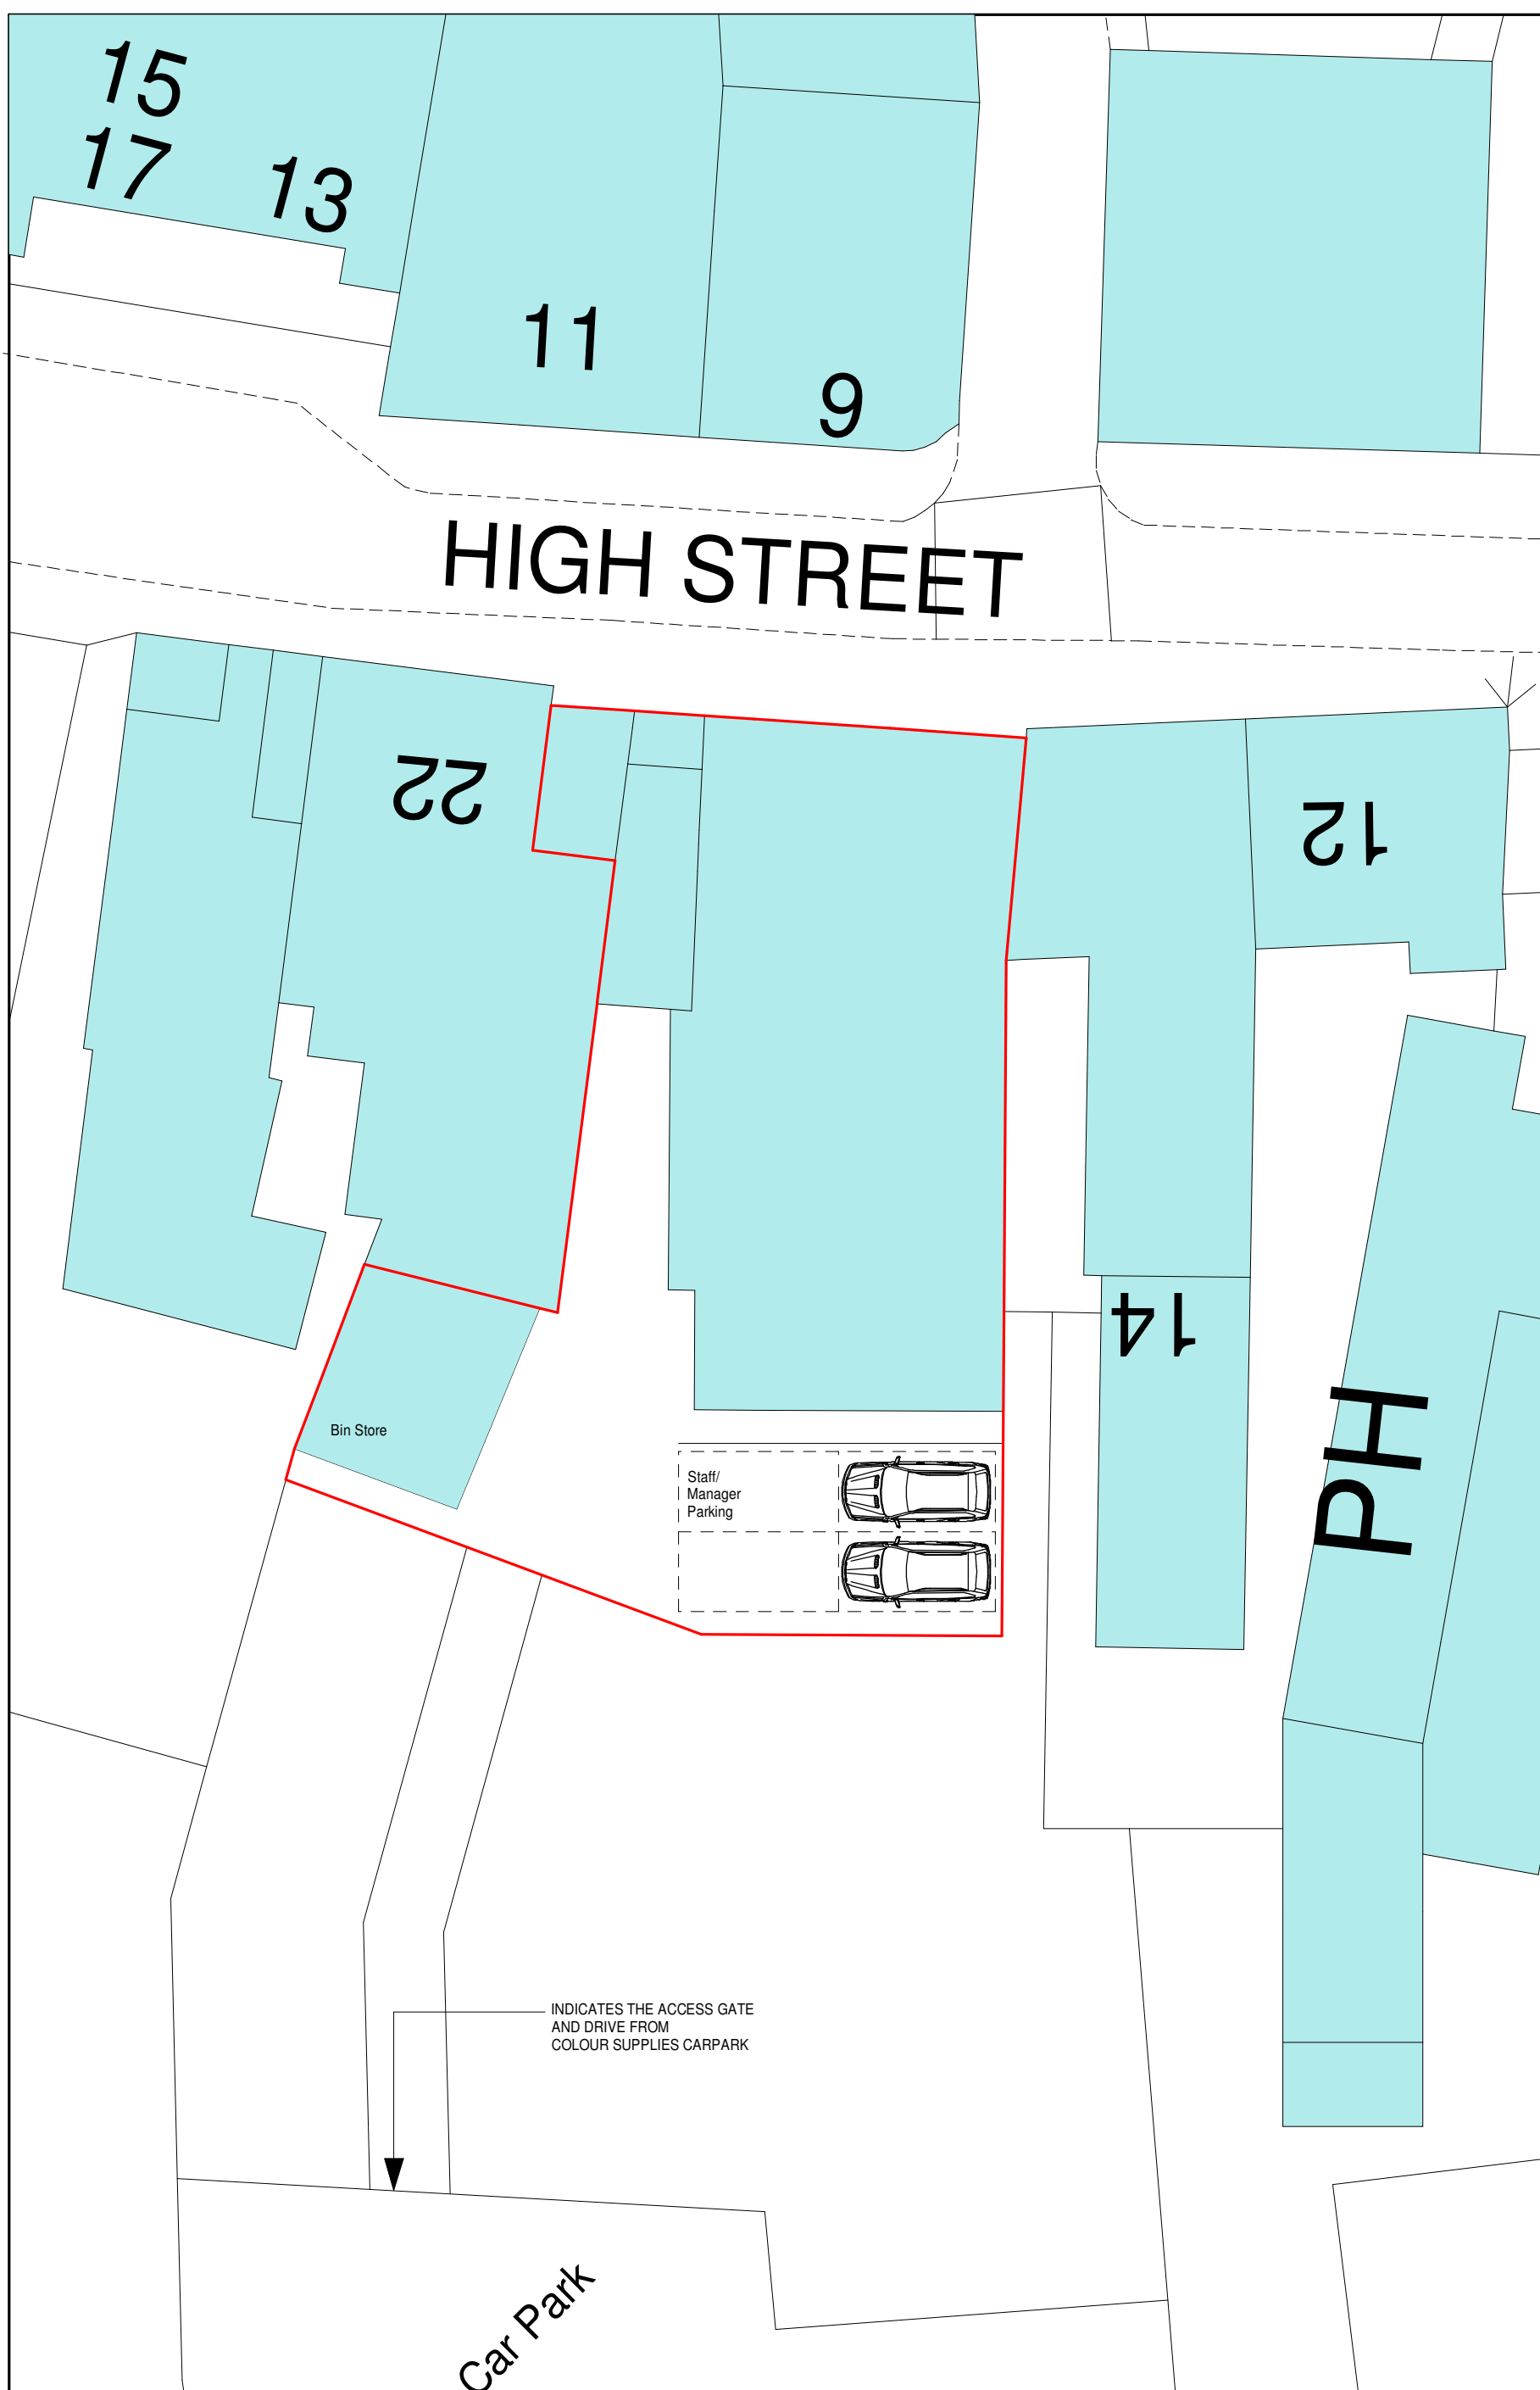 15
17
13
11
9
HIGH STREET
22
12
14
PH
Bin Store
Staff/
Manager
Parking
INDICATES THE ACCESS GATE
AND DRIVE FROM
COLOUR SUPPLIES CARPARK
Car Park